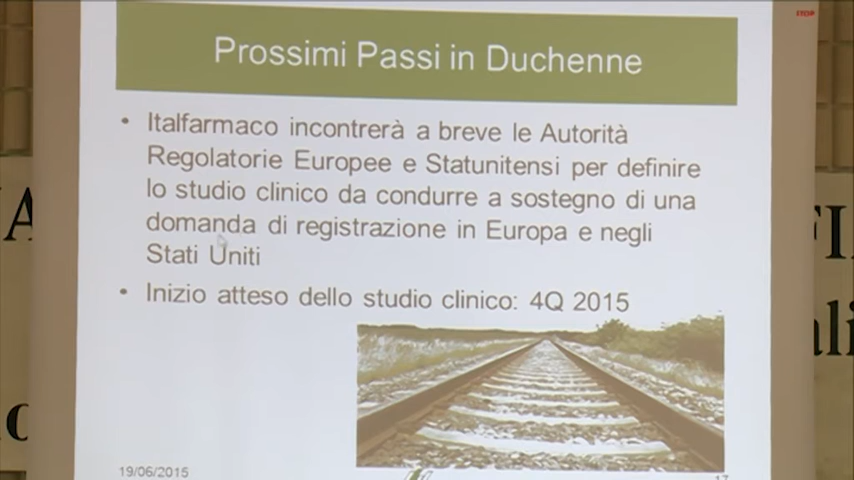 STOP
Prossimi Passi in Duchenne
• Italfarmaco incontrerà a breve le Autorità
Regolatorie Europee e Statunitensi per definire
lo studio clinico da condurre a sostegno di una
domanda di registrazione in Europa e negli
Stati Uniti
• Inizio atteso dello studio clinico: 4Q 2015
19/06/2015
17